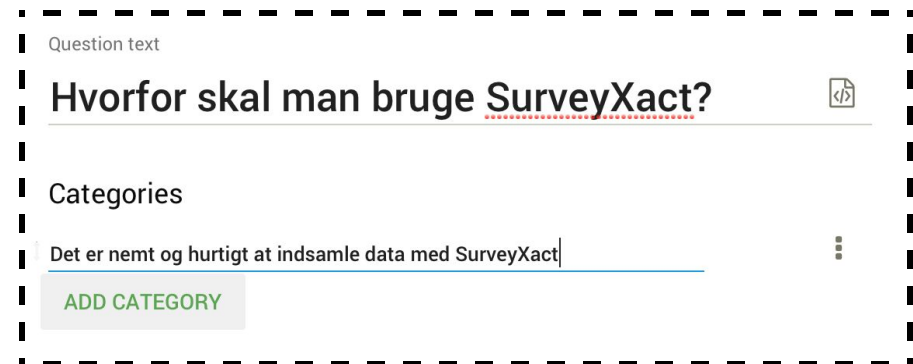 Question text
Hvorfor skal man bruge SurveyXact?
Categories
Det er nemt og hurtigt at indsamle data med SurveyXact
ADD CATEGORY